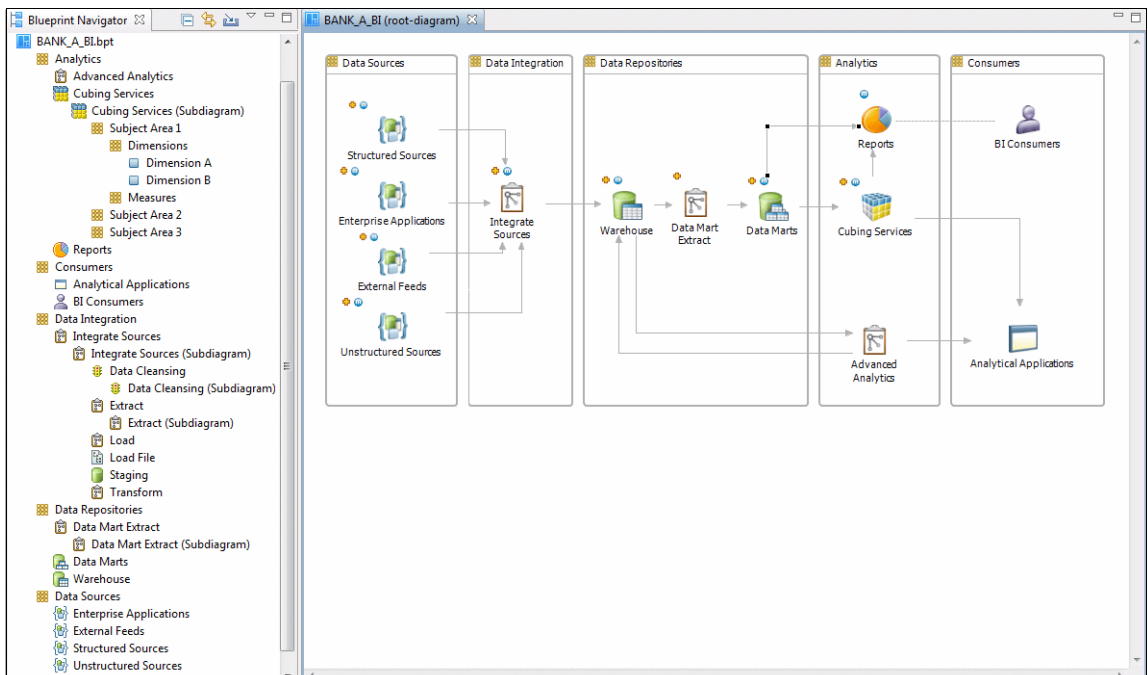 Blueprint Navigator
BANK_A_BI.bpt
Analytics
Advanced Analytics
Cubing Services
Cubing Services (Subdiagram)
Subject Area 1
Dimensions
Dimension A
Dimension B
Measures
Subject Area 2
Subject Area 3
Reports
Consumers
Analytical Applications
BI Consumers
Data Integration
Integrate Sources
Integrate Sources (Subdiagram)
Data Cleansing
Data Cleansing (Subdiagram)
Extract
Extract (Subdiagram)
Load
Load File
Staging
Transform
Data Repositories
Data Mart Extract
Data Mart Extract (Subdiagram)
Data Marts
Warehouse
Data Sources
Enterprise Applications
External Feeds
Structured Sources
Unstructured Sources
BANK_A_BI (root-diagram)
Data Sources
Structured Sources
Enterprise Applications
External Feeds
Unstructured Sources
Data Integration
Integrate
Sources
Data Repositories
Warehouse
Data Mart
Extract
Data Marts
Analytics
Reports
Cubing Services
Advanced
Analytics
Consumers
BI Consumers
Analytical Applications